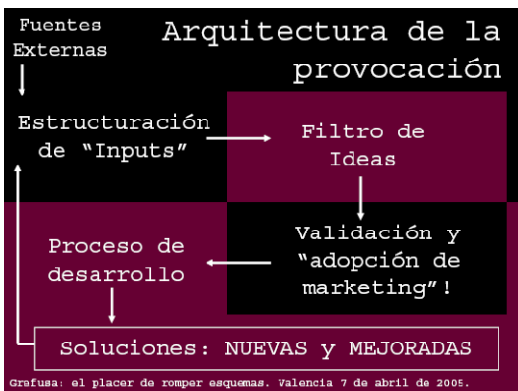 Fuentes
Externas
Arquitectura de la
provocación
Estructuración
de “Inputs”
Filtro de
Ideas
Validación y
“adopción de
marketing”!
Proceso de
desarrollo
Soluciones: NUEVAS y MEJORADAS
Grefusa: el placer de romper esquemas. Valencia 7 de abril de 2005.